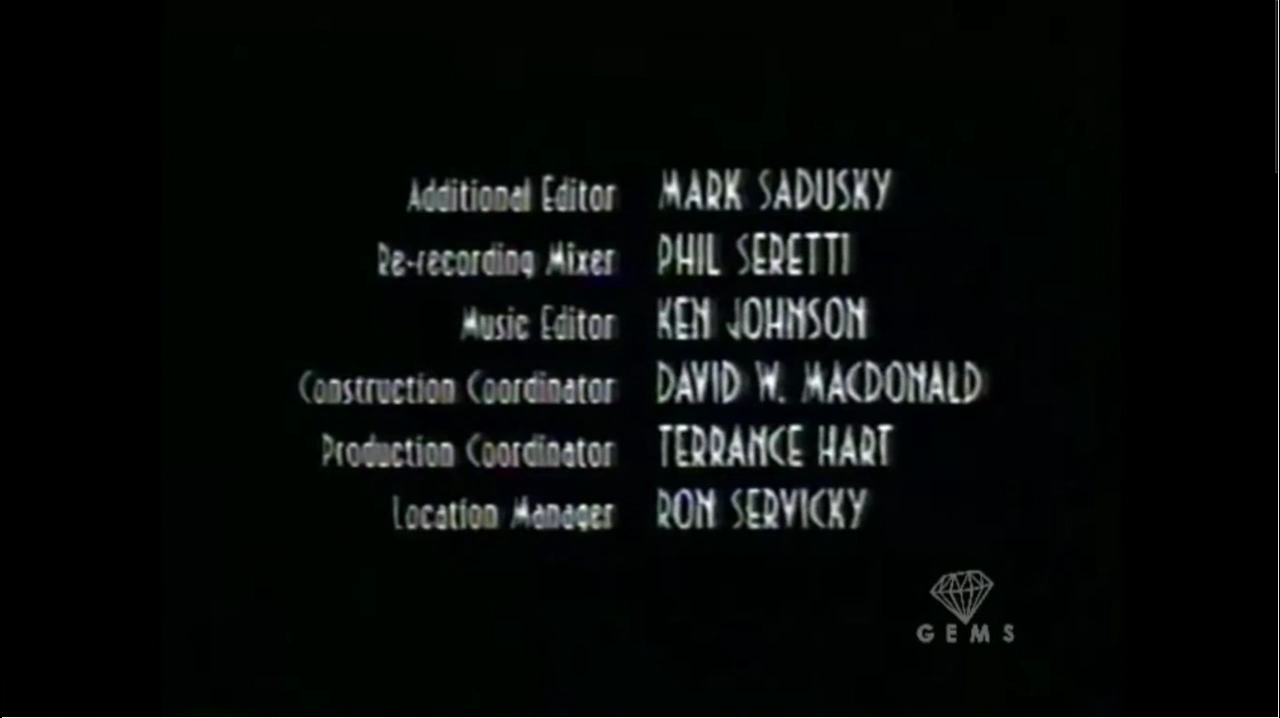 Additional Editor MARK SADUSKY
Re-recording Mixer PHIL SERETTI
Music Editor KEN JOHNSON
Construction Coordinator DAVID W. MACDONALD
Production Coordinator TERRANCE HART
Location Manager RON SERVICKY
GEMS